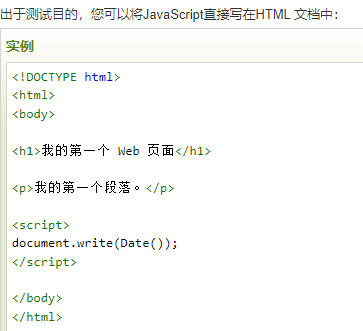 出于测试目的，您可以将JavaScript直接写在HTML 文档中：
实例
<!DOCTYPE html>
<html>
<body>
<h1>我的第一个 Web 页面</h1>
<p>我的第一个段落。</p>
<script>
document.write(Date());
</script>
</body>
</html>